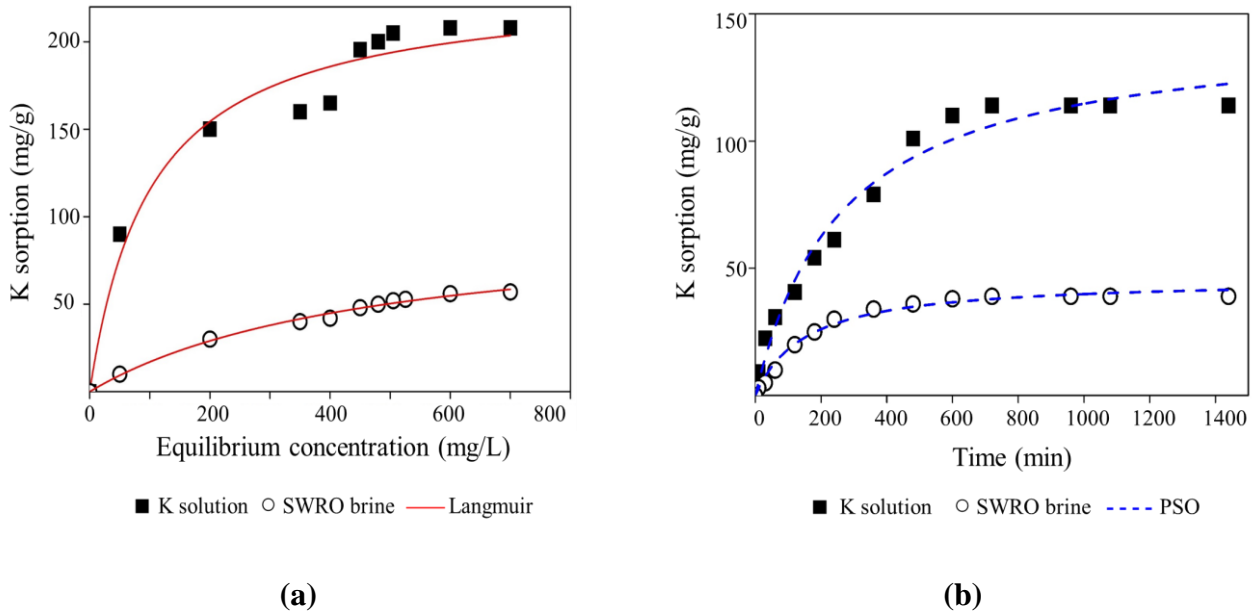 200
150
100
50
K sorption (mg/g)
0
200
400
600
800
Equilibrium concentration (mg/L)
K solution SWRO brine Langmuir
(a)
150
100
50
K sorption (mg/g)
0
200
400
600
800
1000
1200
1400
Time (min)
K solution SWRO brine PSO
(b)